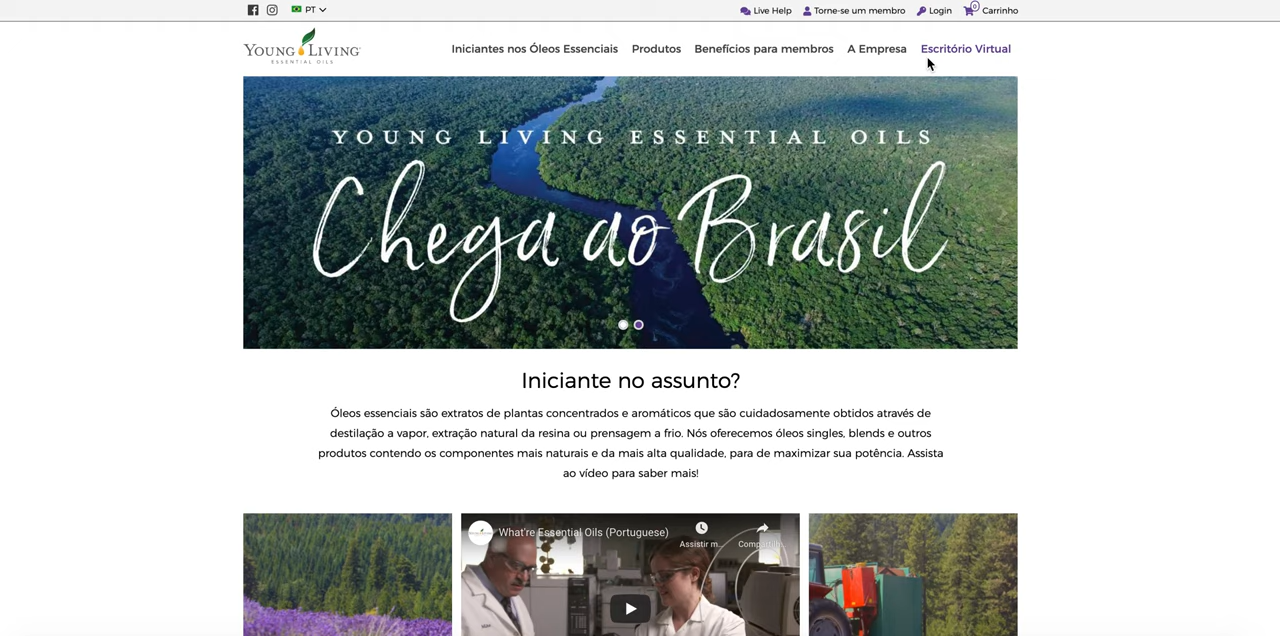 PT
Live Help
Torne-se um membro
Login
0
Carrinho
YOUNG LIVING
ESSENTIAL OILS
Iniciantes nos Óleos Essenciais
Produtos
Benefícios para membros
A Empresa
Escritório Virtual
YOUNG LIVING ESSENTIAL OILS
Chega ao Brasil
Iniciante no assunto?
Óleos essenciais são extratos de plantas concentrados e aromáticos que são cuidadosamente obtidos através de
destilação a vapor, extração natural da resina ou prensagem a frio. Nós oferecemos óleos singles, blends e outros
produtos contendo os componentes mais naturais e da mais alta qualidade, para de maximizar sua potência. Assista
ao vídeo para saber mais!
What're Essential Oils (Portuguese)
Assistir m...